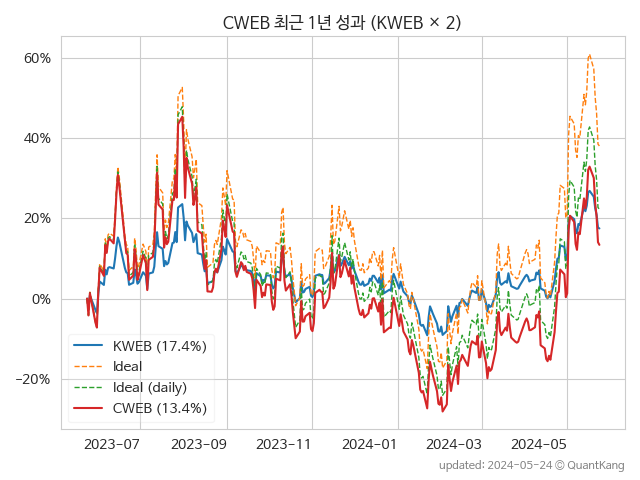 CWEB 최근 1년 성과 (KWEB × 2)
60%
40%
20%
0%
−20%
KWEB (17.4%)
Ideal
Ideal (daily)
CWEB (13.4%)
2023-07 2023-09 2023-11 2024-01 2024-03 2024-05
updated: 2024-05-24 ⓒ QuantKang